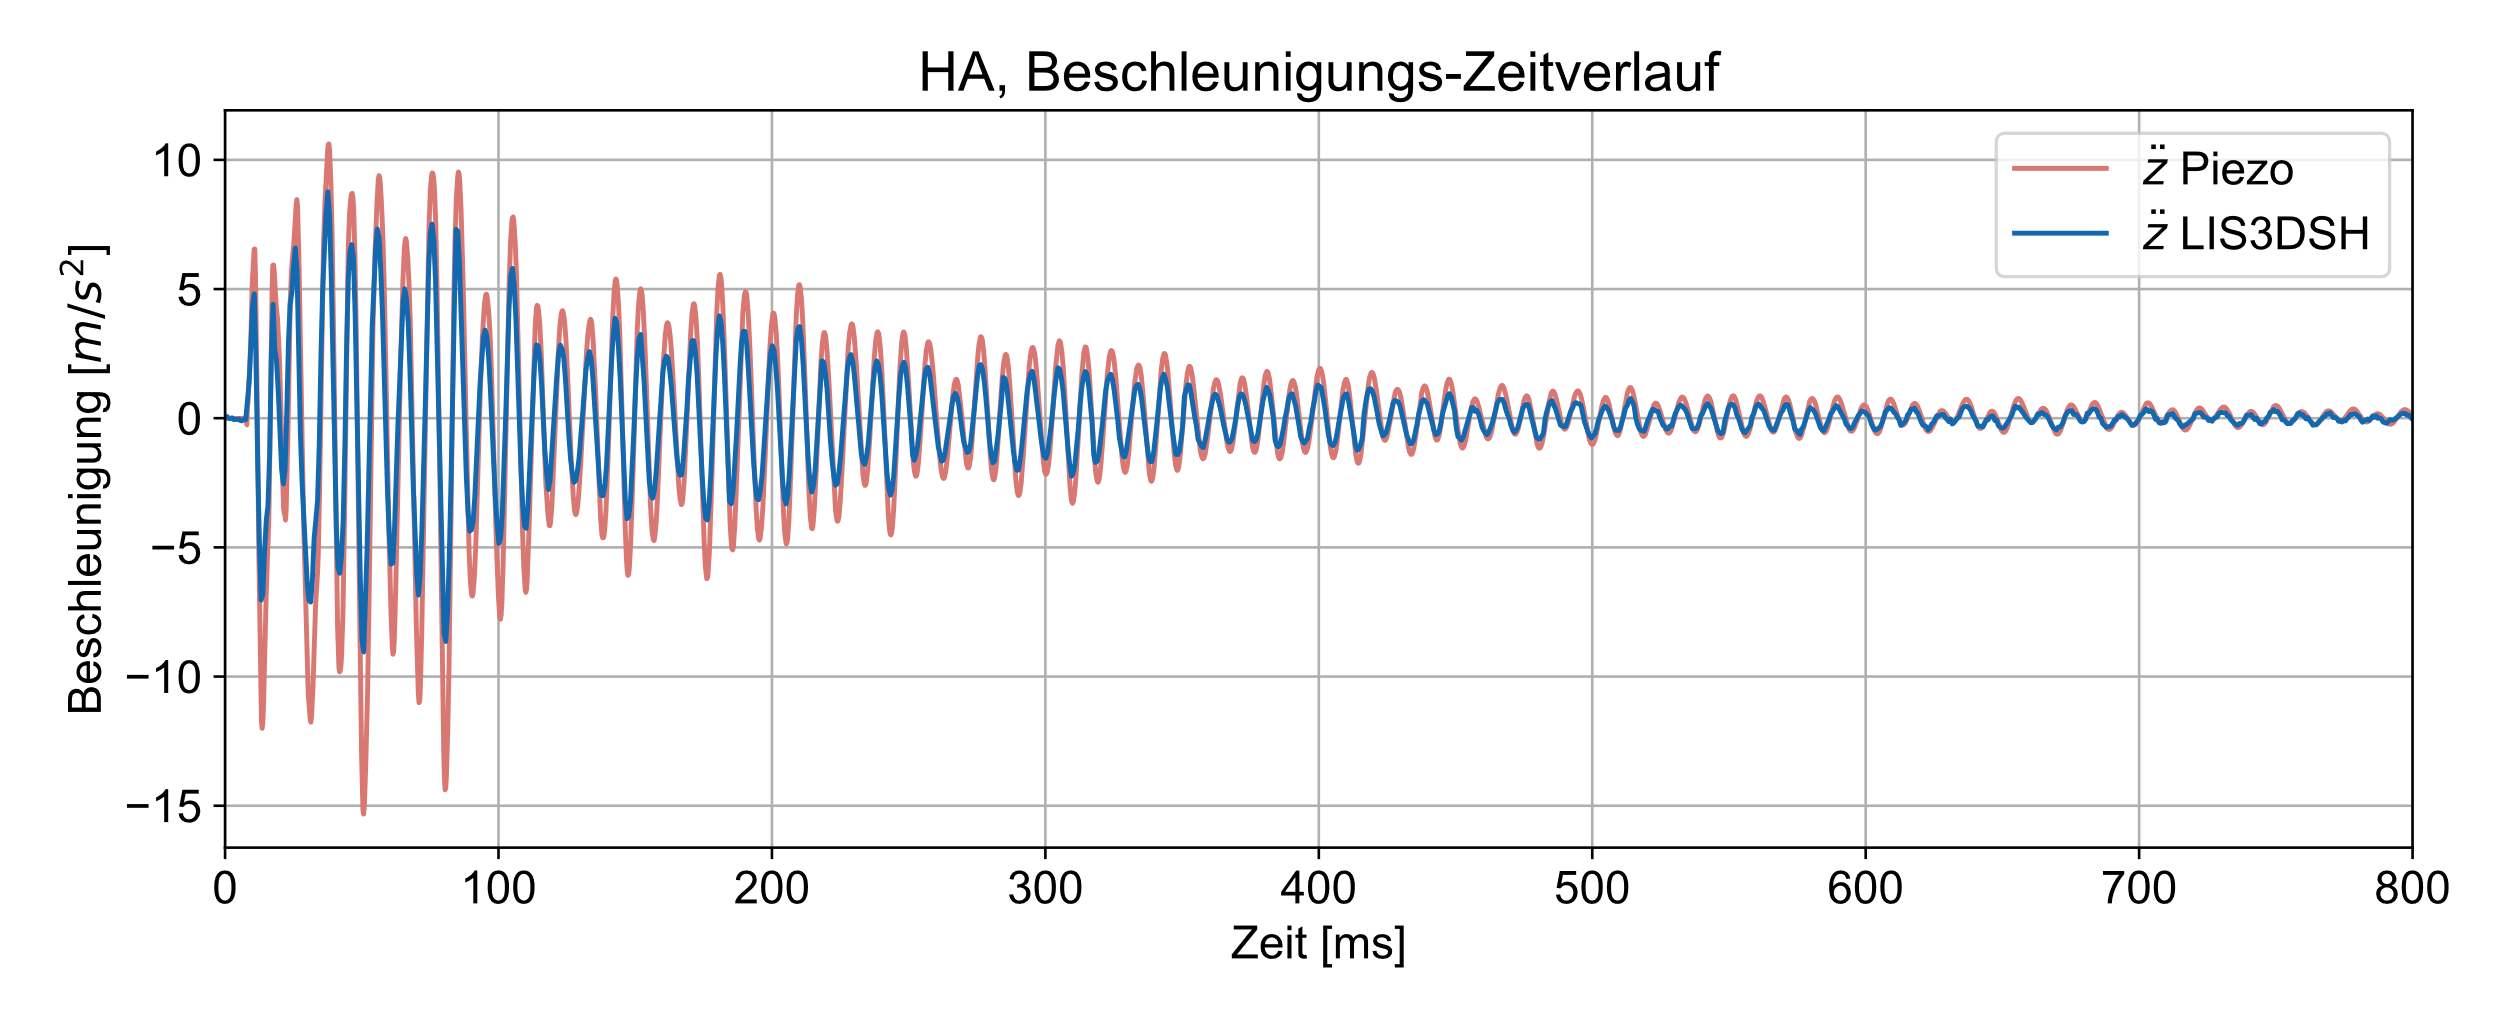 HA, Beschleunigungs-Zeitverlauf
z̈ Piezo
z̈ LIS3DSH
Beschleunigung [m/s²]
10
5
0
−5
−10
−15
0 100 200 300 400 500 600 700 800
Zeit [ms]